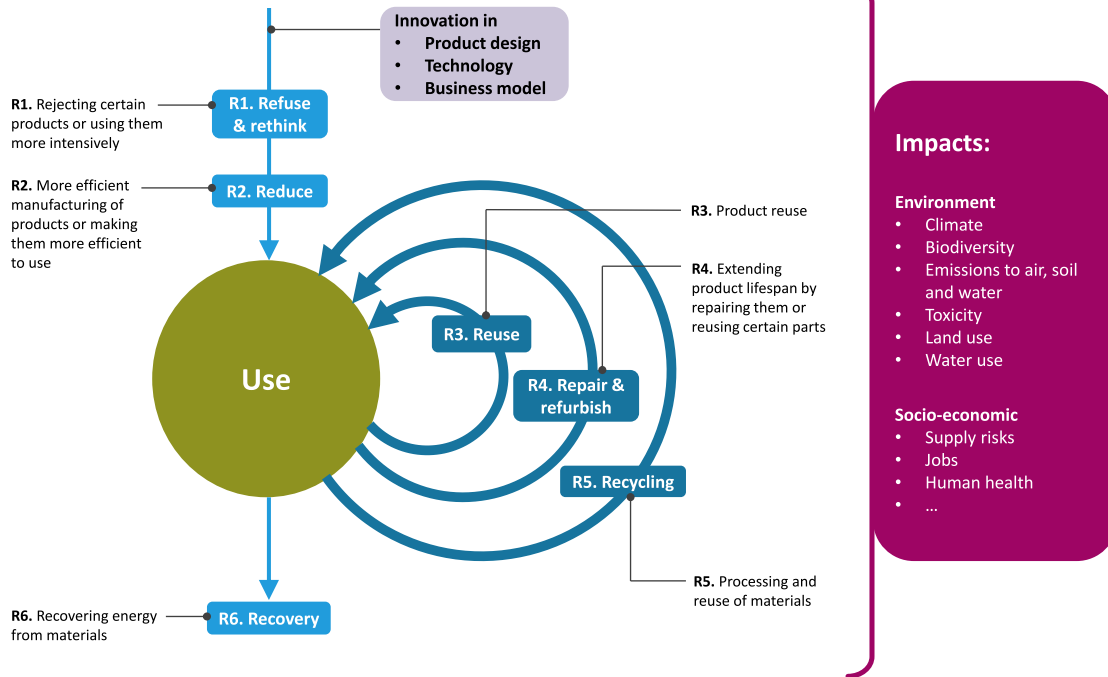 Innovation in
• Product design
• Technology
• Business model
R1. Rejecting certain
products or using them
more intensively
R1. Refuse
& rethink
R2. More efficient
manufacturing of
products or making
them more efficient
to use
R2. Reduce
R3. Product reuse
R4. Extending
product lifespan by
repairing them or
reusing certain parts
R3. Reuse
Use
R4. Repair &
refurbish
R5. Recycling
R5. Processing and
reuse of materials
R6. Recovering energy
from materials
R6. Recovery
Impacts:
Environment
• Climate
• Biodiversity
• Emissions to air, soil
and water
• Toxicity
• Land use
• Water use
Socio-economic
• Supply risks
• Jobs
• Human health
• ...